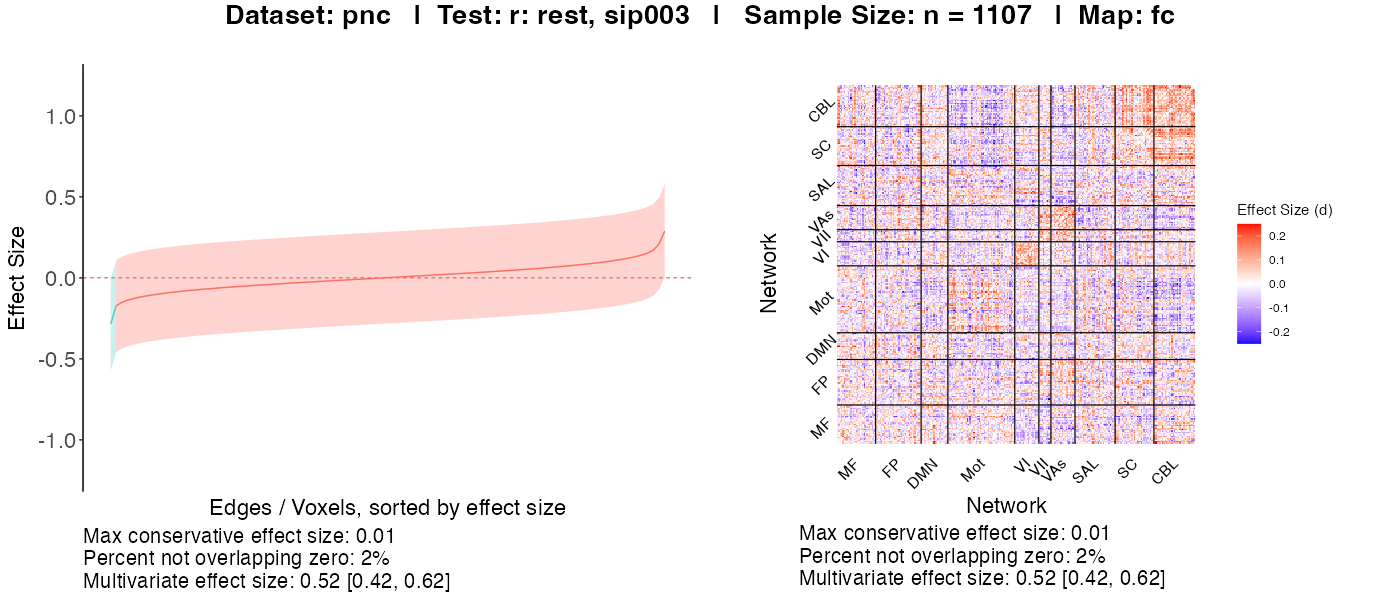 Dataset: pnc | Test: r: rest, sip003 | Sample Size: n = 1107 | Map: fc
Effect Size
1.0
0.5
0.0
-0.5
-1.0
Edges / Voxels, sorted by effect size
Max conservative effect size: 0.01
Percent not overlapping zero: 2%
Multivariate effect size: 0.52 [0.42, 0.62]
Network
CBL
SC
SAL
VAs
VII
VI
Mot
DMN
FP
MF
MF
FP
DMN
Mot
VI
VII
VAs
SAL
SC
CBL
Network
Max conservative effect size: 0.01
Percent not overlapping zero: 2%
Multivariate effect size: 0.52 [0.42, 0.62]
Effect Size (d)
0.2
0.1
0.0
-0.1
-0.2